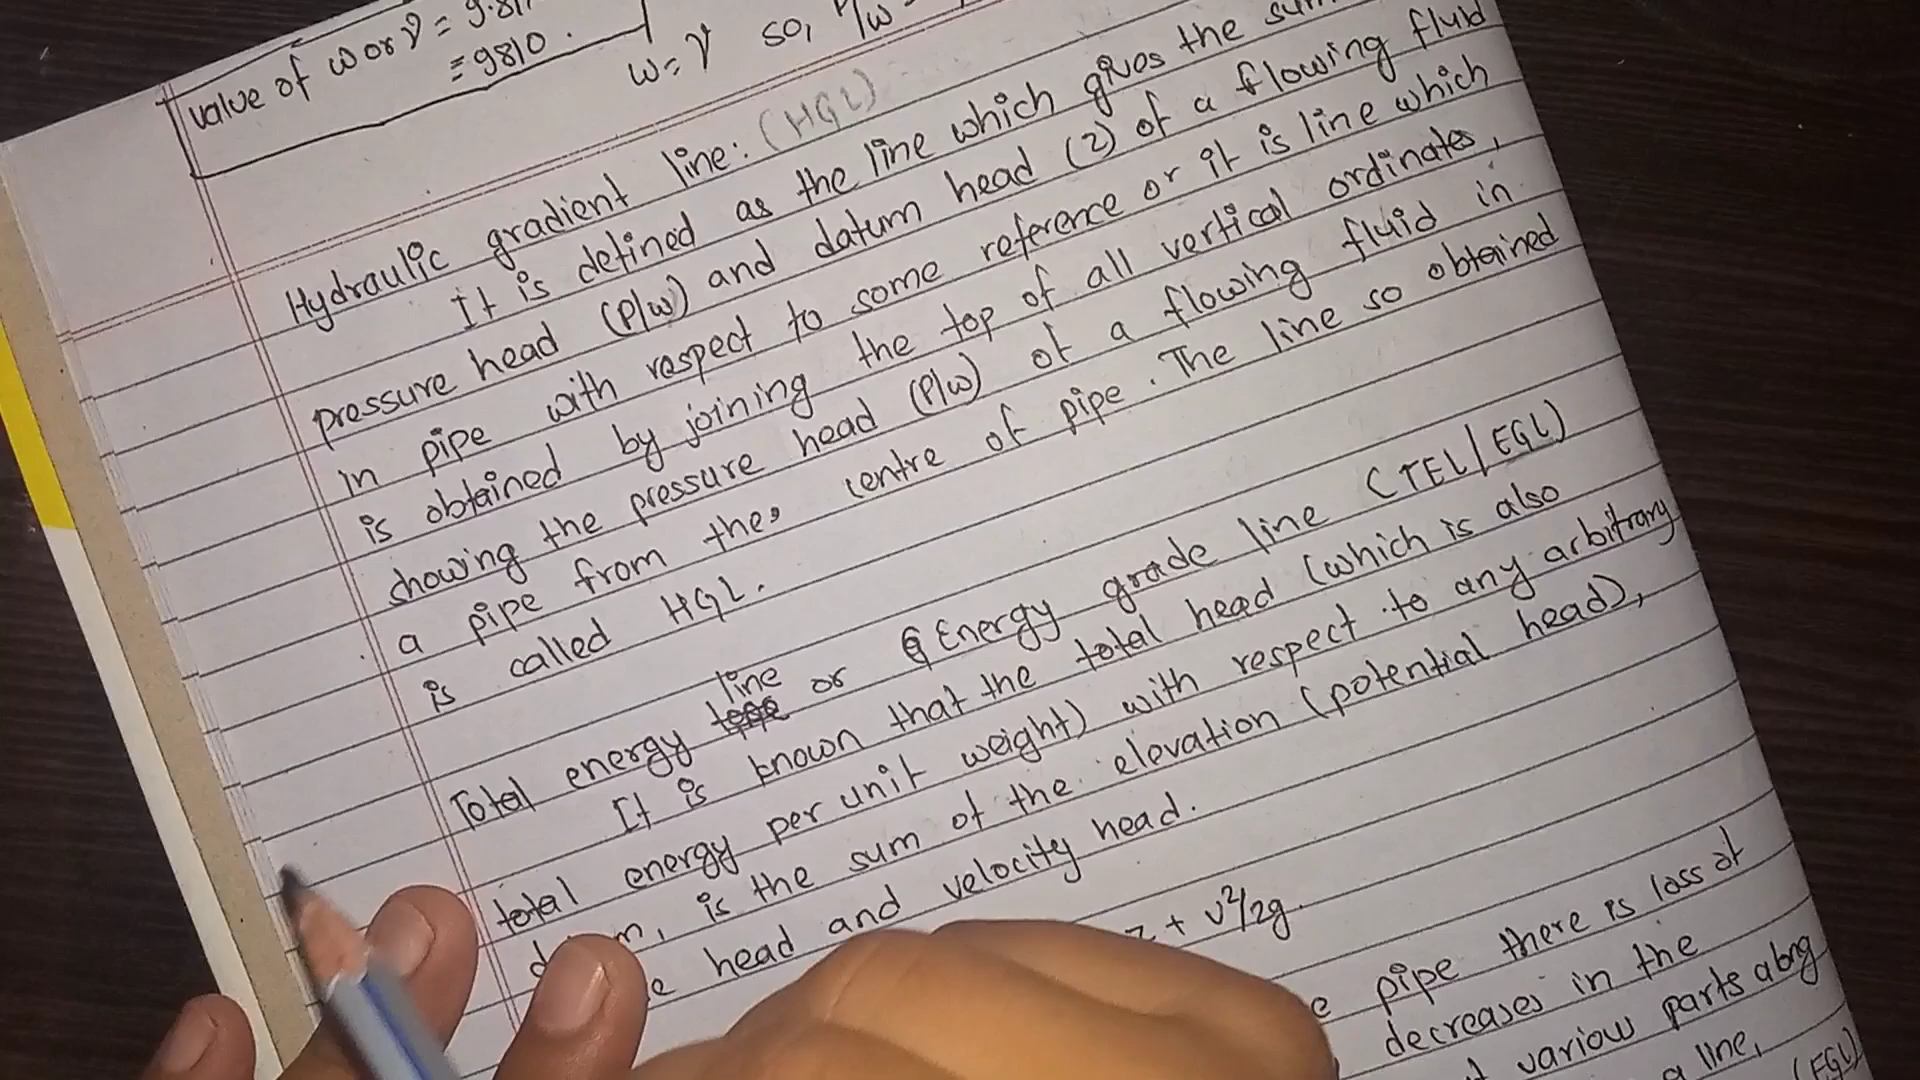 value of w or γ = 9.81
= 9810.
w = γ so, P/w
Hydraulic gradient line: (HGL)
It is defined as the line which gives the sum
pressure head (P/w) and datum head (z) of a flowing fluid
in pipe with respect to some reference or it is line which
is obtained by joining the top of all vertical ordinates,
showing the pressure head (P/w) of a flowing fluid in
a pipe from the centre of pipe. The line so obtained
is called HGL.
Total energy line or Energy grade line (TEL/EGL)
It is known that the total head (which is also
total energy per unit weight) with respect to any arbitrary
is the sum of the elevation (potential head),
head and velocity head.
z + v²/2g.
pipe there is loss of
decreases in the
various parts along
a line,
(EGL)